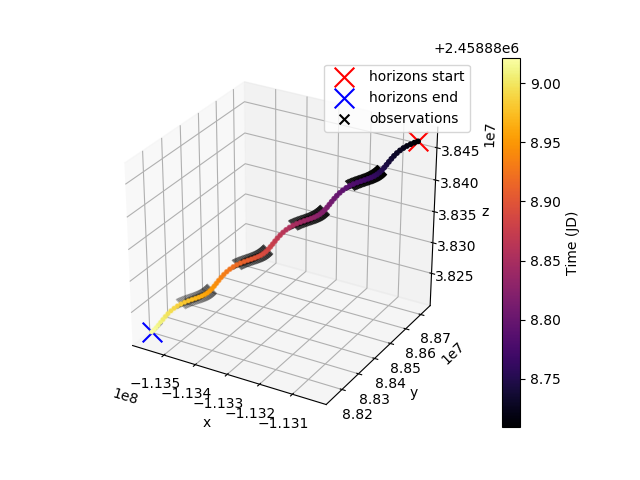 +2.45888e6
horizons start
horizons end
observations
9.00
8.95
8.90
8.85
8.80
8.75
Time (JD)
1e7
3.845
3.840
3.835
3.830
3.825
z
8.87
8.86
8.85
8.84
8.83
8.82
1e7
y
−1.135
−1.134
−1.133
−1.132
−1.131
1e8
x